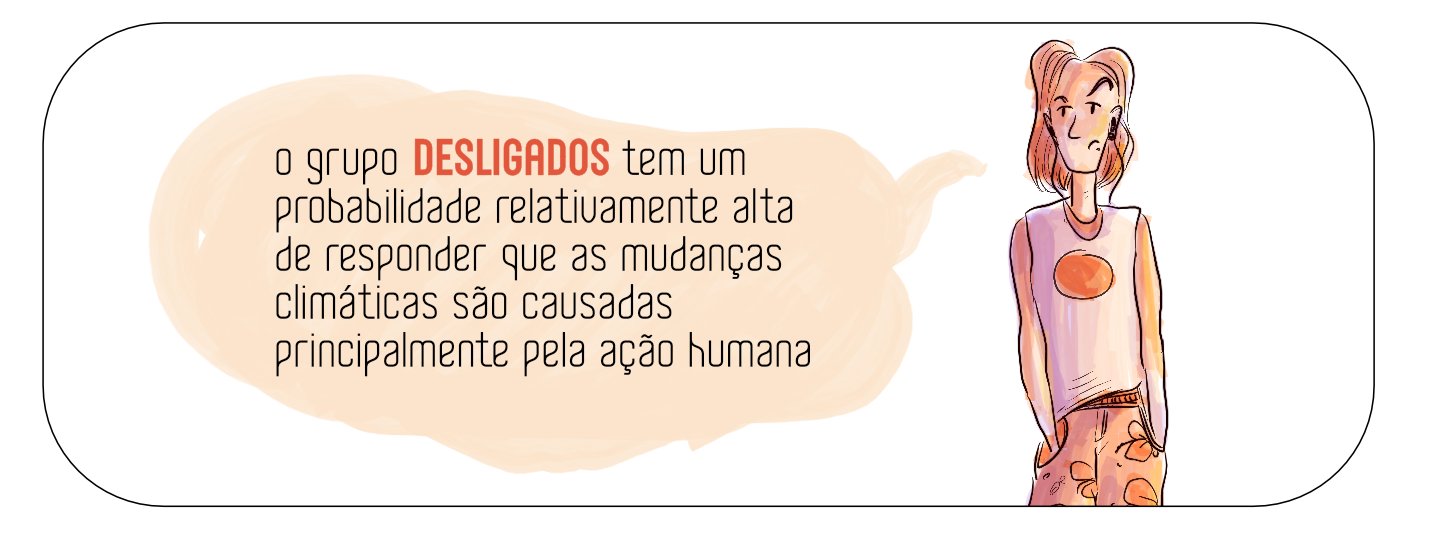 o grupo DESLIGADOS tem um
probabilidade relativamente alta
de responder que as mudanças
climáticas são causadas
principalmente pela ação humana